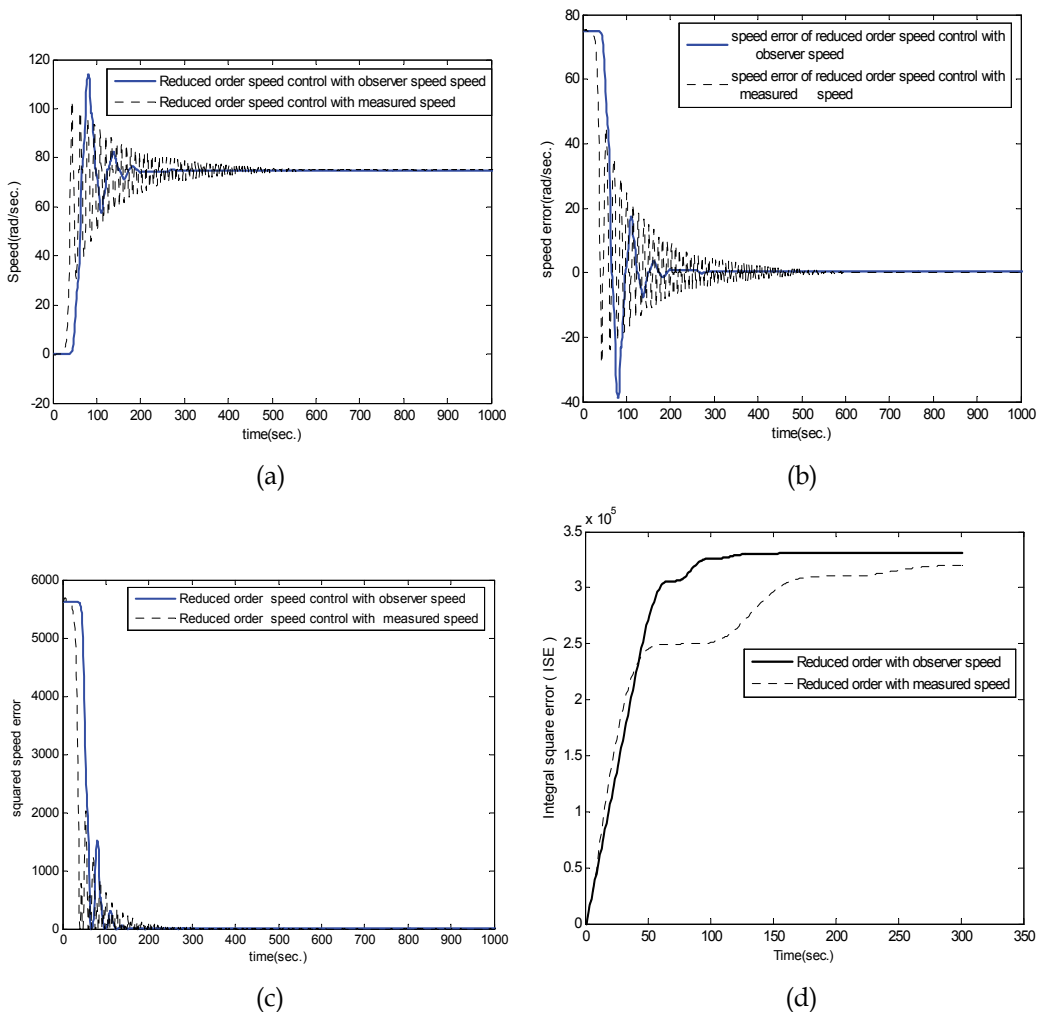 140
120
100
80
60
40
20
0
-20
Speed(rad/sec.)
Reduced order speed control with observer speed speed
Reduced order speed control with measured speed
0 100 200 300 400 500 600 700 800 900 1000
time(sec.)
(a)
80
60
40
20
0
-20
-40
speed error(rad/sec.)
speed error of reduced order speed control with
observer speed
speed error of reduced order speed control with
measured speed
0 100 200 300 400 500 600 700 800 900 1000
time(sec.)
(b)
6000
5000
4000
3000
2000
1000
0
squared speed error
Reduced order speed control with observer speed
Reduced order speed control with measured speed
0 100 200 300 400 500 600 700 800 900 1000
time(sec.)
(c)
x 10^5
3.5
3
2.5
2
1.5
1
0.5
0
Integral square error ( ISE )
Reduced order with observer speed
Reduced order with measured speed
0 50 100 150 200 250 300 350
Time(sec.)
(d)